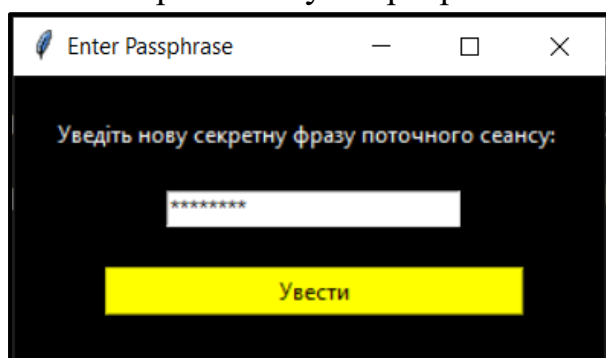 Enter Passphrase
Уведіть нову секретну фразу поточного сеансу:
********
Увести